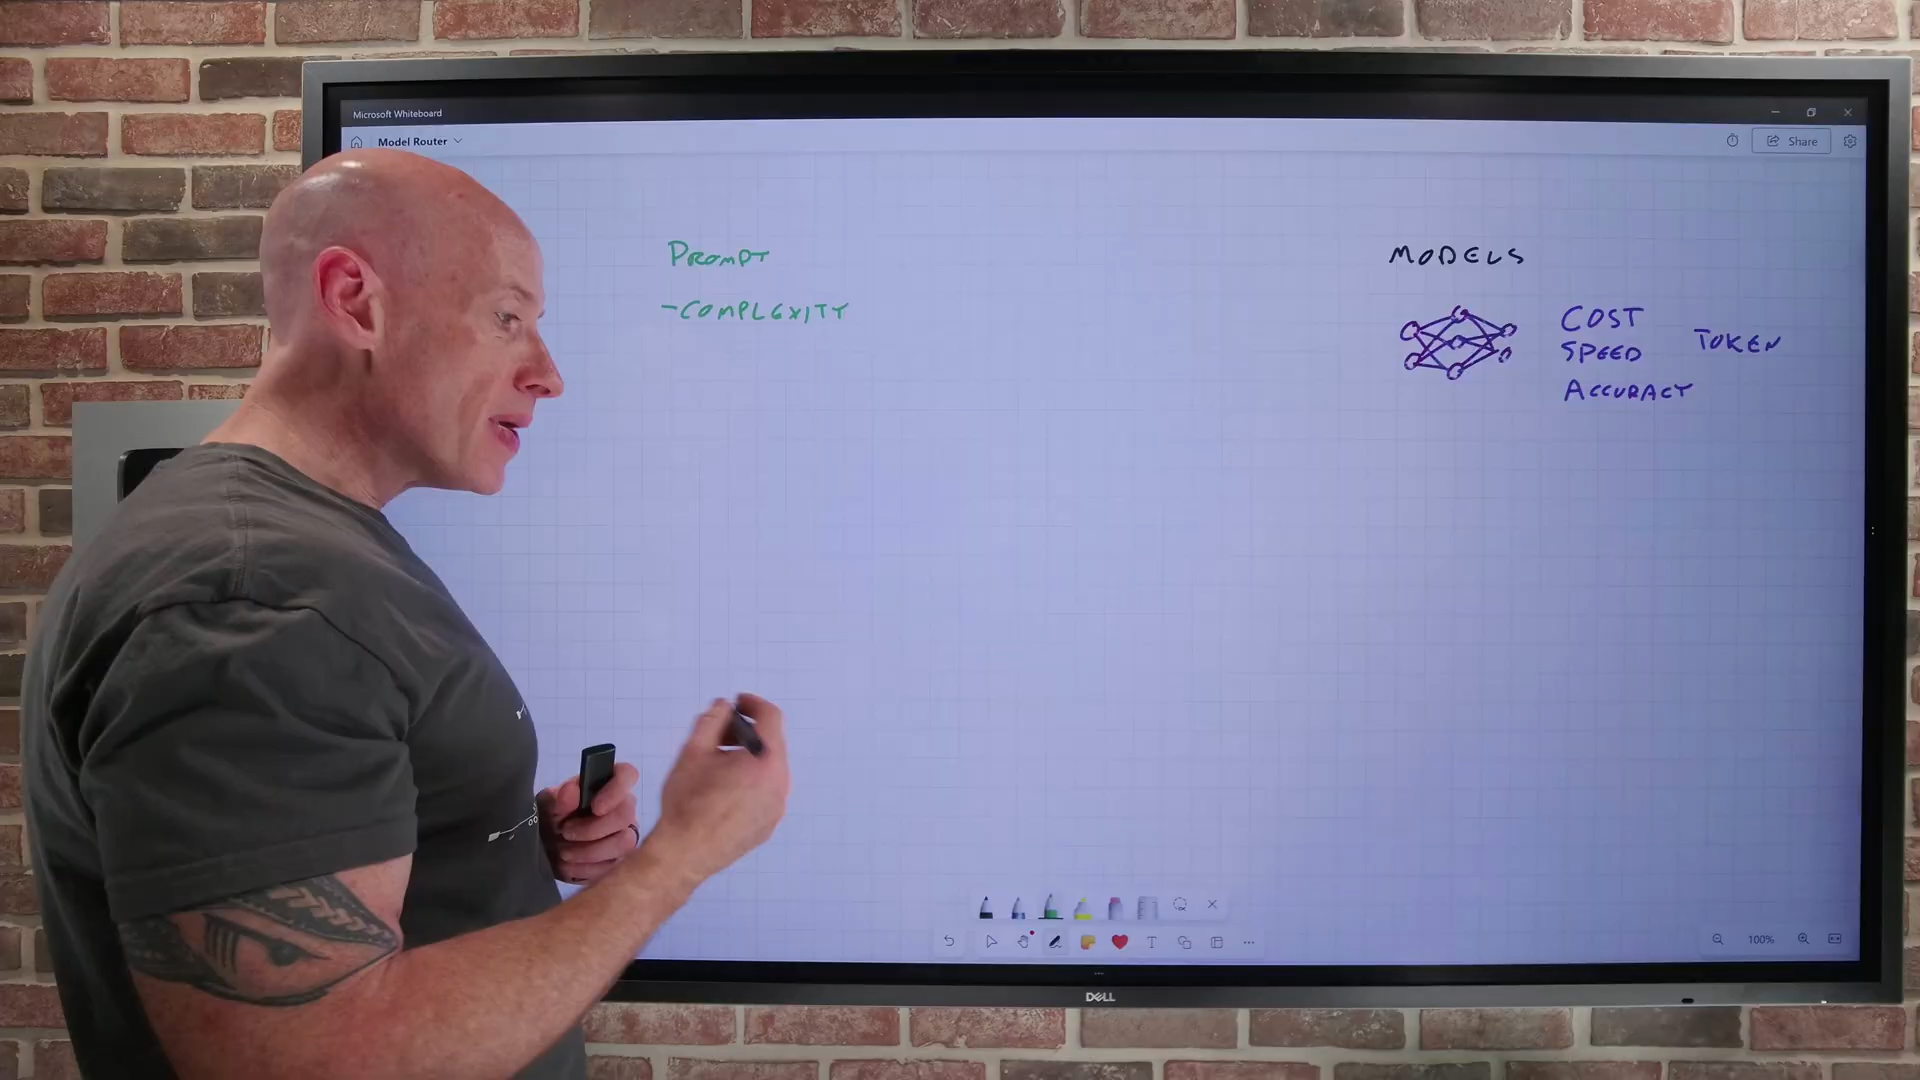 Microsoft Whiteboard
Model Router
Share
PROMPT
-COMPLEXITY
MODELS
COST
SPEED
TOKEN
ACCURACY
100%
DELL